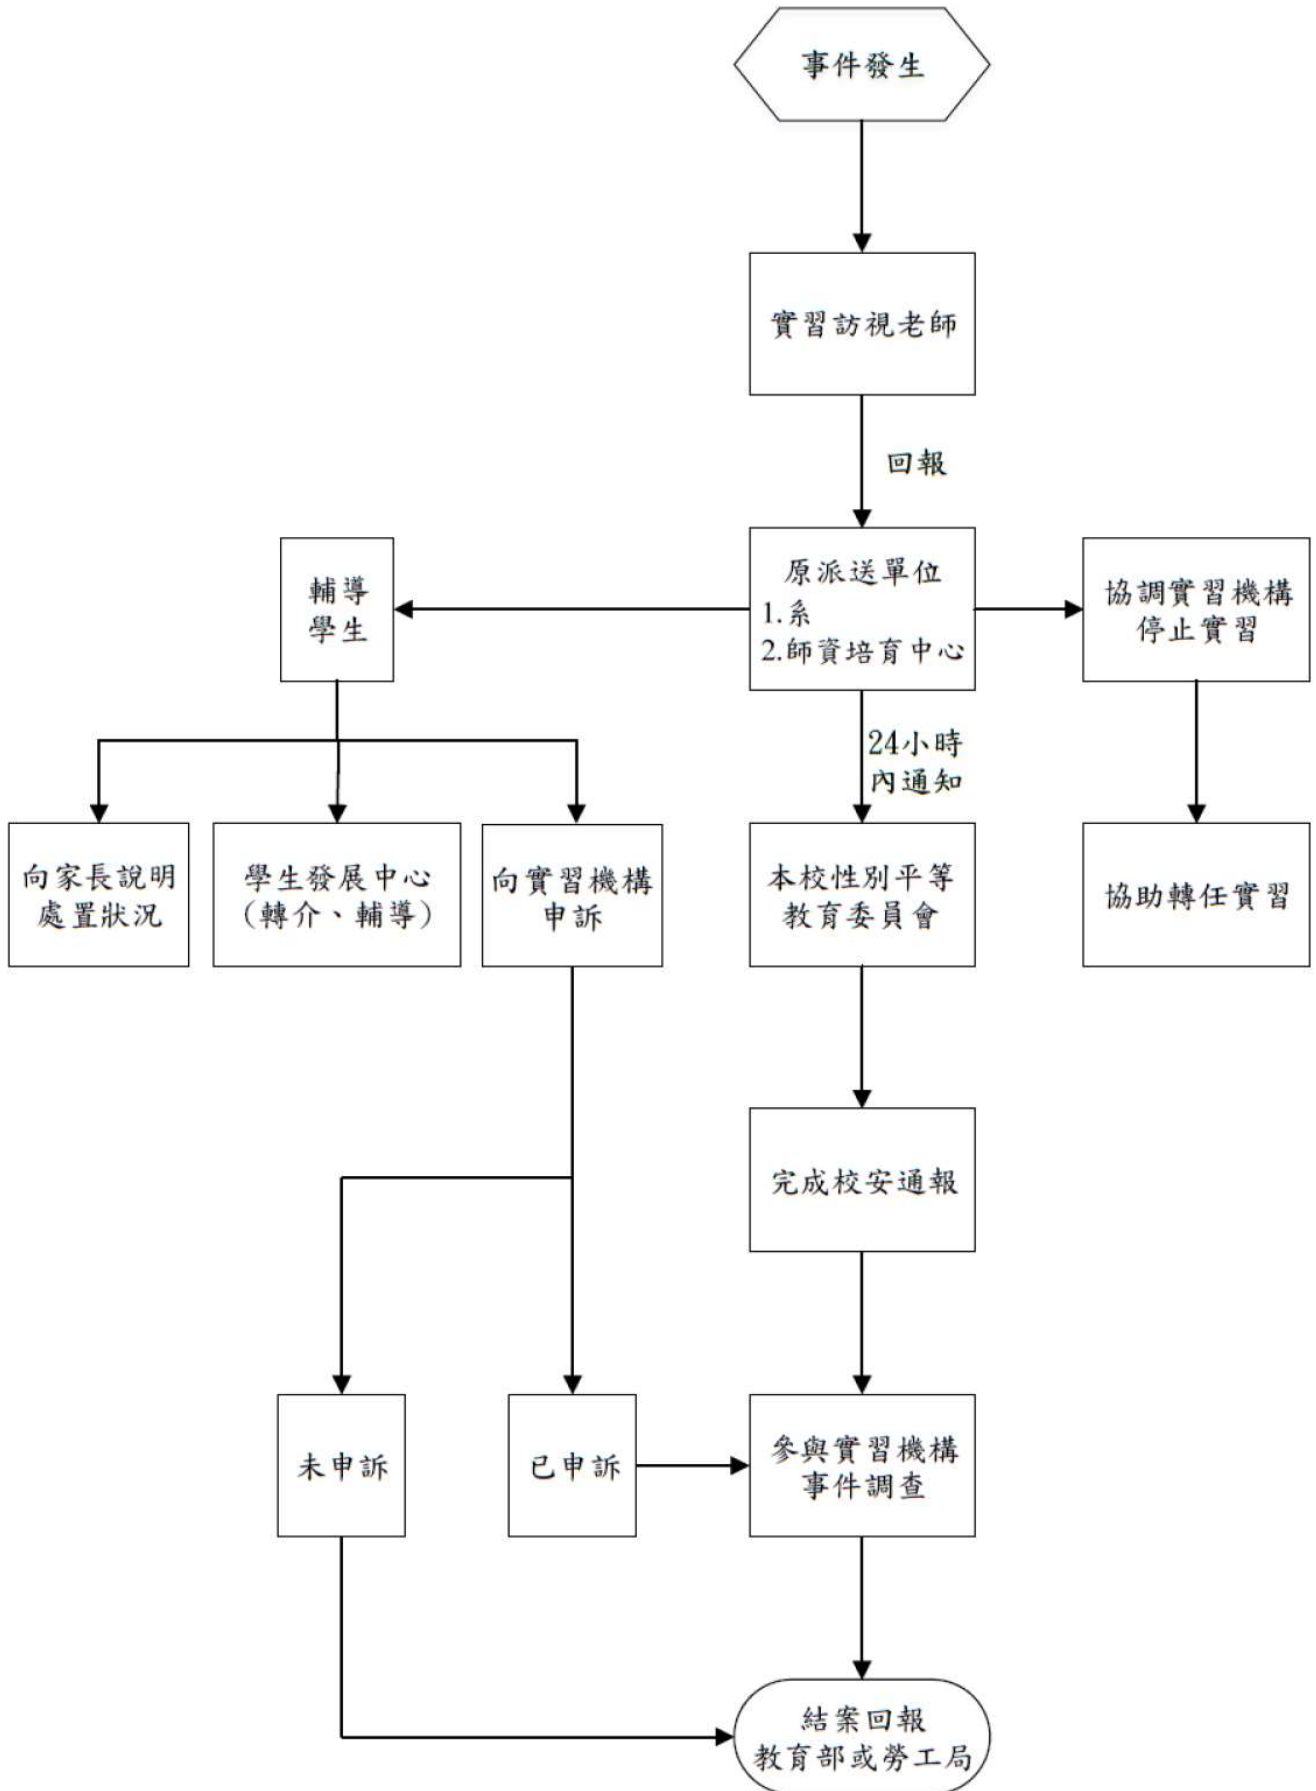 事件發生
實習訪視老師
回報
原派送單位
1.系
2.師資培育中心
輔導
學生
協調實習機構
停止實習
24小時
內通知
向家長說明
處置狀況
學生發展中心
(轉介、輔導)
向實習機構
申訴
本校性別平等
教育委員會
協助轉任實習
完成校安通報
未申訴
已申訴
參與實習機構
事件調查
結案回報
教育部或勞工局